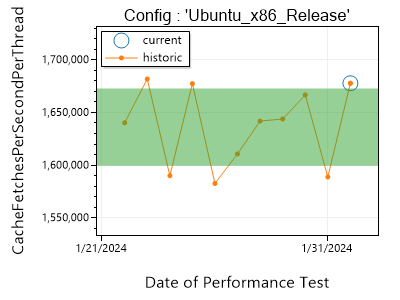 Config : 'Ubuntu_x86_Release'
current
historic
CacheFetchesPerSecondPerThread
1,700,000
1,650,000
1,600,000
1,550,000
1/21/2024
1/31/2024
Date of Performance Test